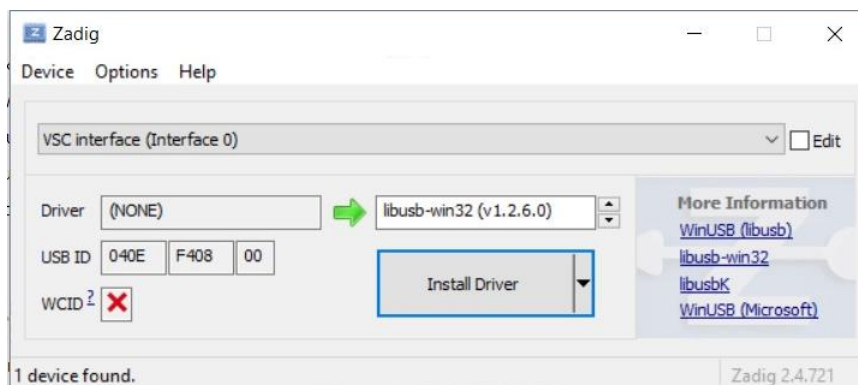 Zadig
Device Options Help
VSC interface (Interface 0)
Edit
Driver (NONE) libusb-win32 (v1.2.6.0)
USB ID 040E F408 00
WCID ?
Install Driver
More Information
WinUSB (libusb)
libusb-win32
libusbK
WinUSB (Microsoft)
1 device found.
Zadig 2.4.721